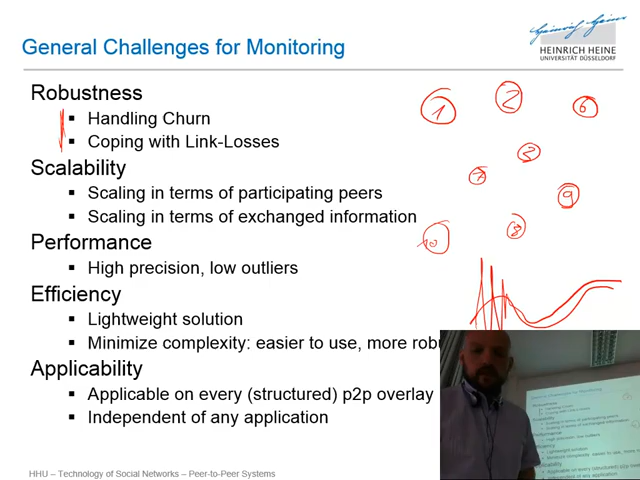 General Challenges for Monitoring
HEINRICH HEINE
UNIVERSITÄT DÜSSELDORF
Robustness
▪ Handling Churn
▪ Coping with Link-Losses
Scalability
▪ Scaling in terms of participating peers
▪ Scaling in terms of exchanged information
Performance
▪ High precision, low outliers
Efficiency
▪ Lightweight solution
▪ Minimize complexity: easier to use, more robu
Applicability
▪ Applicable on every (structured) p2p overlay
▪ Independent of any application
1
2
6
3
7
9
8
10
HHU – Technology of Social Networks – Peer-to-Peer Systems